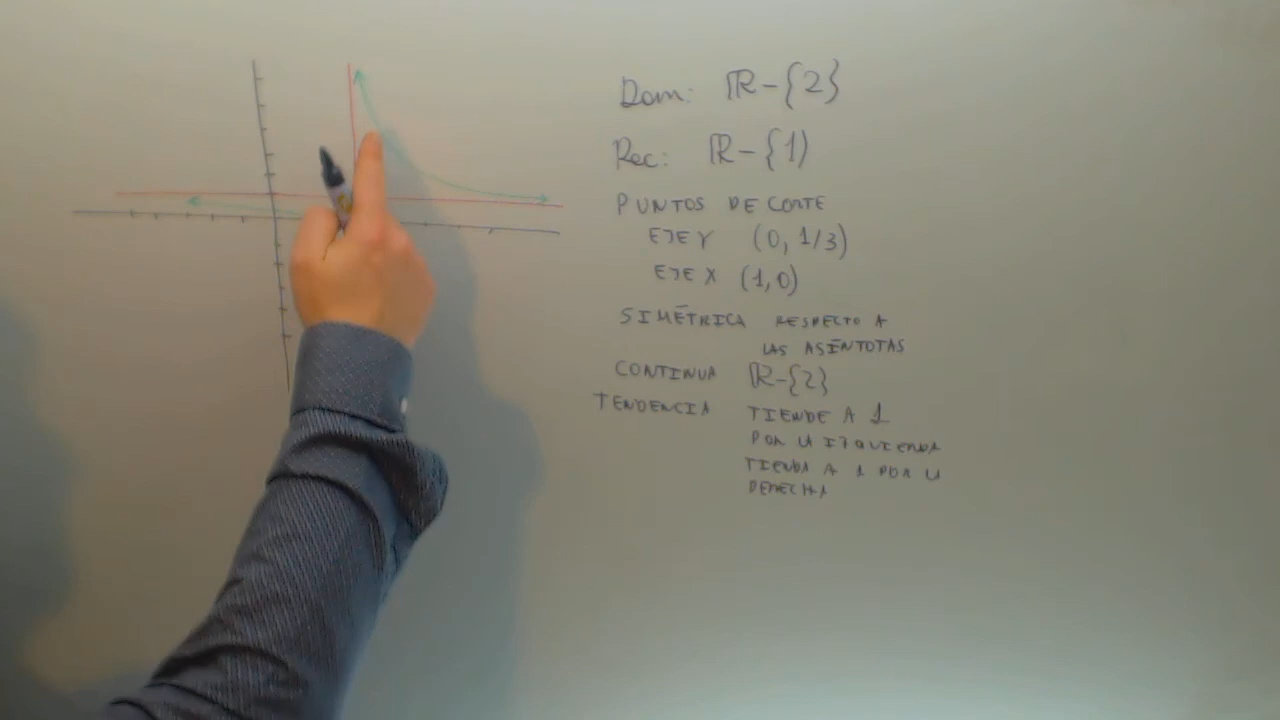 Dom: ℝ-{2}
Rec: ℝ-{1)
PUNTOS DE CORTE
EJE Y (0, 1/3)
EJE X (1,0)
SIMÉTRICA RESPECTO A
LAS ASÍNTOTAS
CONTINUA ℝ-{2}
TENDENCIA TIENDE A 1
POR LA IZQUIERDA
TIENDE A 1 POR LA
DERECHA